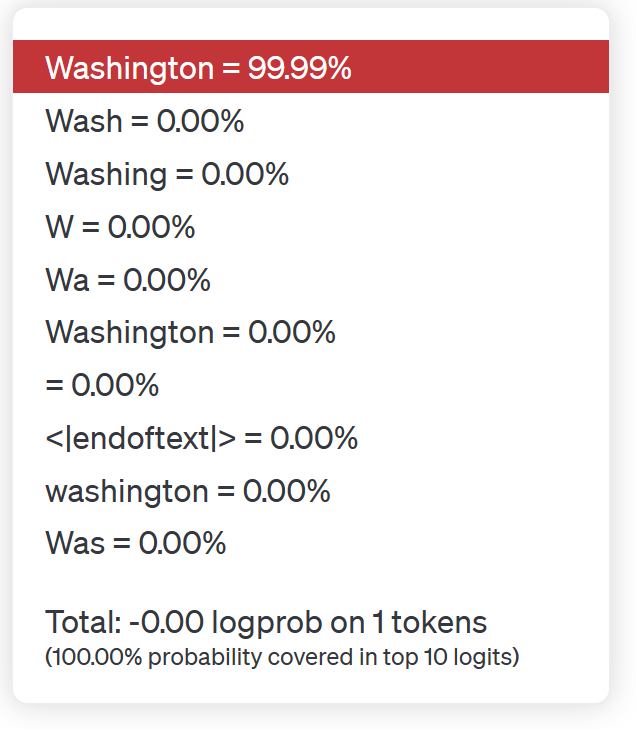 Washington = 99.99%
Wash = 0.00%
Washing = 0.00%
W = 0.00%
Wa = 0.00%
Washington = 0.00%
= 0.00%
<|endoftext|> = 0.00%
washington = 0.00%
Was = 0.00%
Total: -0.00 logprob on 1 tokens
(100.00% probability covered in top 10 logits)